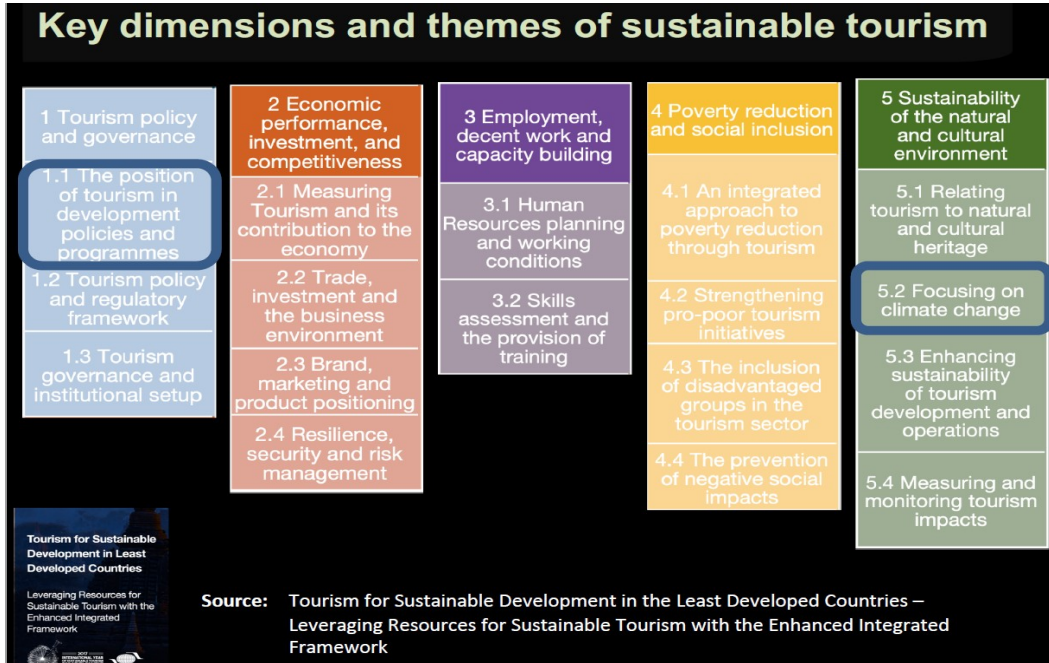 Key dimensions and themes of sustainable tourism
1 Tourism policy
and governance
1.1 The position
of tourism in
development
policies and
programmes
1.2 Tourism policy
and regulatory
framework
1.3 Tourism
governance and
institutional setup
2 Economic
performance,
investment, and
competitiveness
2.1 Measuring
Tourism and its
contribution to the
economy
2.2 Trade,
investment and
the business
environment
2.3 Brand,
marketing and
product positioning
2.4 Resilience,
security and risk
management
3 Employment,
decent work and
capacity building
3.1 Human
Resources planning
and working
conditions
3.2 Skills
assessment and
the provision of
training
4 Poverty reduction
and social inclusion
4.1 An integrated
approach to
poverty reduction
through tourism
4.2 Strengthening
pro-poor tourism
initiatives
4.3 The inclusion
of disadvantaged
groups in the
tourism sector
4.4 The prevention
of negative social
impacts
5 Sustainability
of the natural
and cultural
environment
5.1 Relating
tourism to natural
and cultural
heritage
5.2 Focusing on
climate change
5.3 Enhancing
sustainability
of tourism
development and
operations
5.4 Measuring and
monitoring tourism
impacts
Tourism for Sustainable
Development in Least
Developed Countries
Leveraging Resources for
Sustainable Tourism with the
Enhanced Integrated
Framework
2017
INTERNATIONAL YEAR
Source: Tourism for Sustainable Development in the Least Developed Countries –
Leveraging Resources for Sustainable Tourism with the Enhanced Integrated
Framework